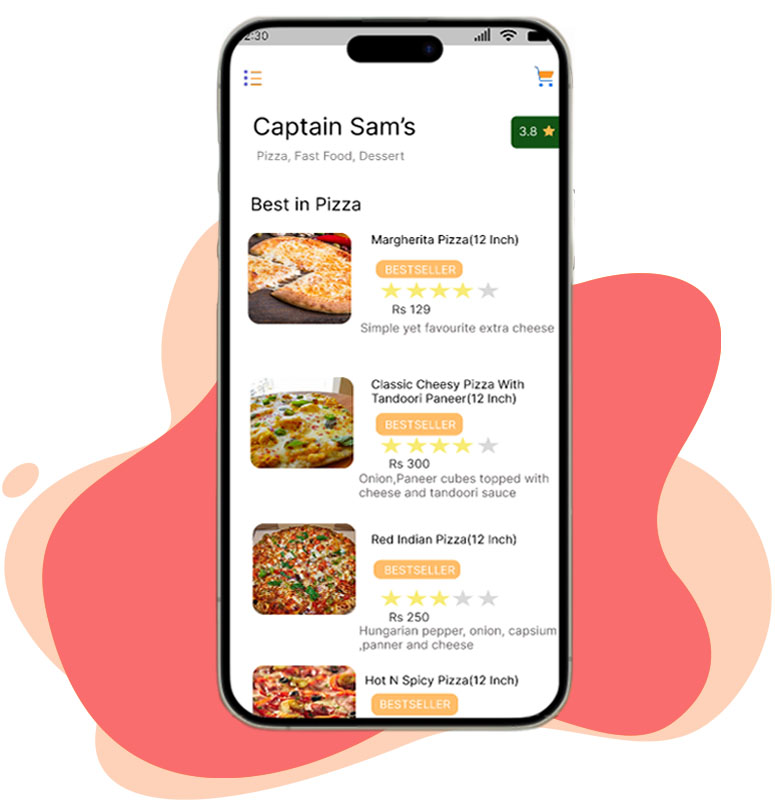 2:30
Captain Sam's
3.8
Pizza, Fast Food, Dessert
Best in Pizza
Margherita Pizza(12 Inch)
BESTSELLER
Rs 129
Simple yet favourite extra cheese
Classic Cheesy Pizza With
Tandoori Paneer(12 Inch)
BESTSELLER
Rs 300
Onion,Paneer cubes topped with
cheese and tandoori sauce
Red Indian Pizza(12 Inch)
BESTSELLER
Rs 250
Hungarian pepper, onion, capsium
,panner and cheese
Hot N Spicy Pizza(12 Inch)
BESTSELLER